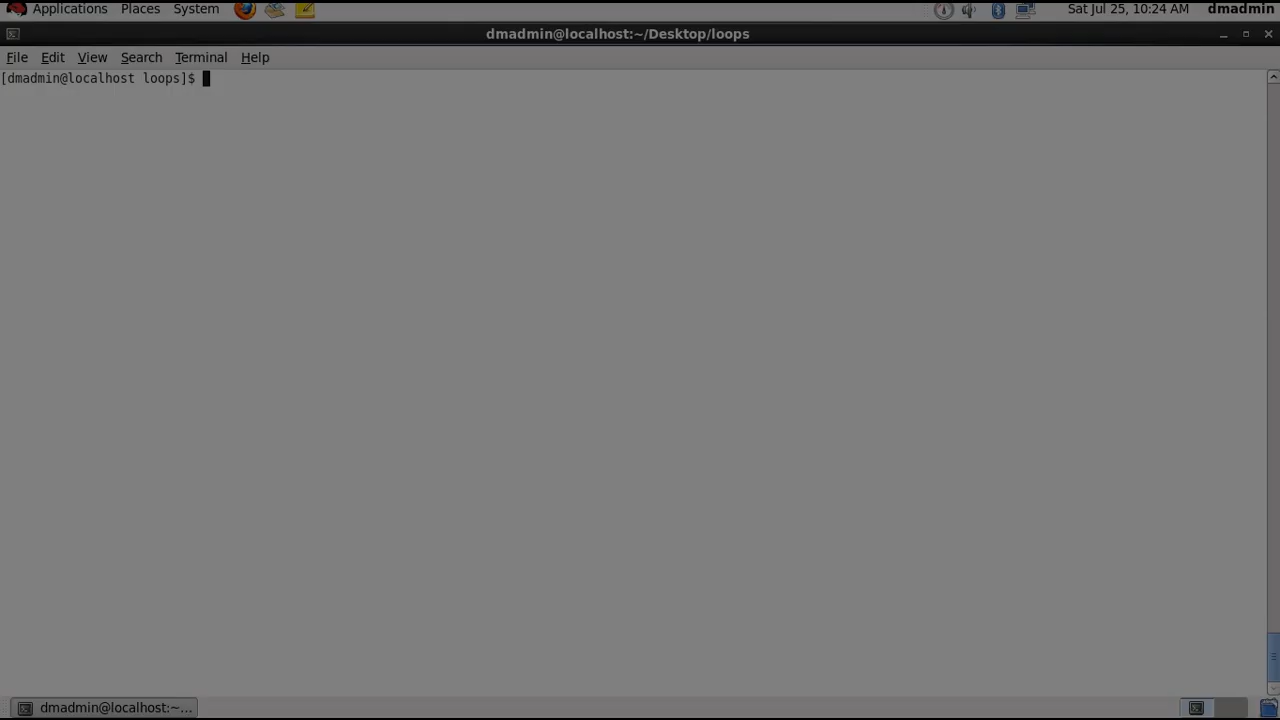 Applications Places System Sat Jul 25, 10:24 AM dmadmin
dmadmin@localhost:~/Desktop/loops
File Edit View Search Terminal Help
[dmadmin@localhost loops]$
dmadmin@localhost:~...